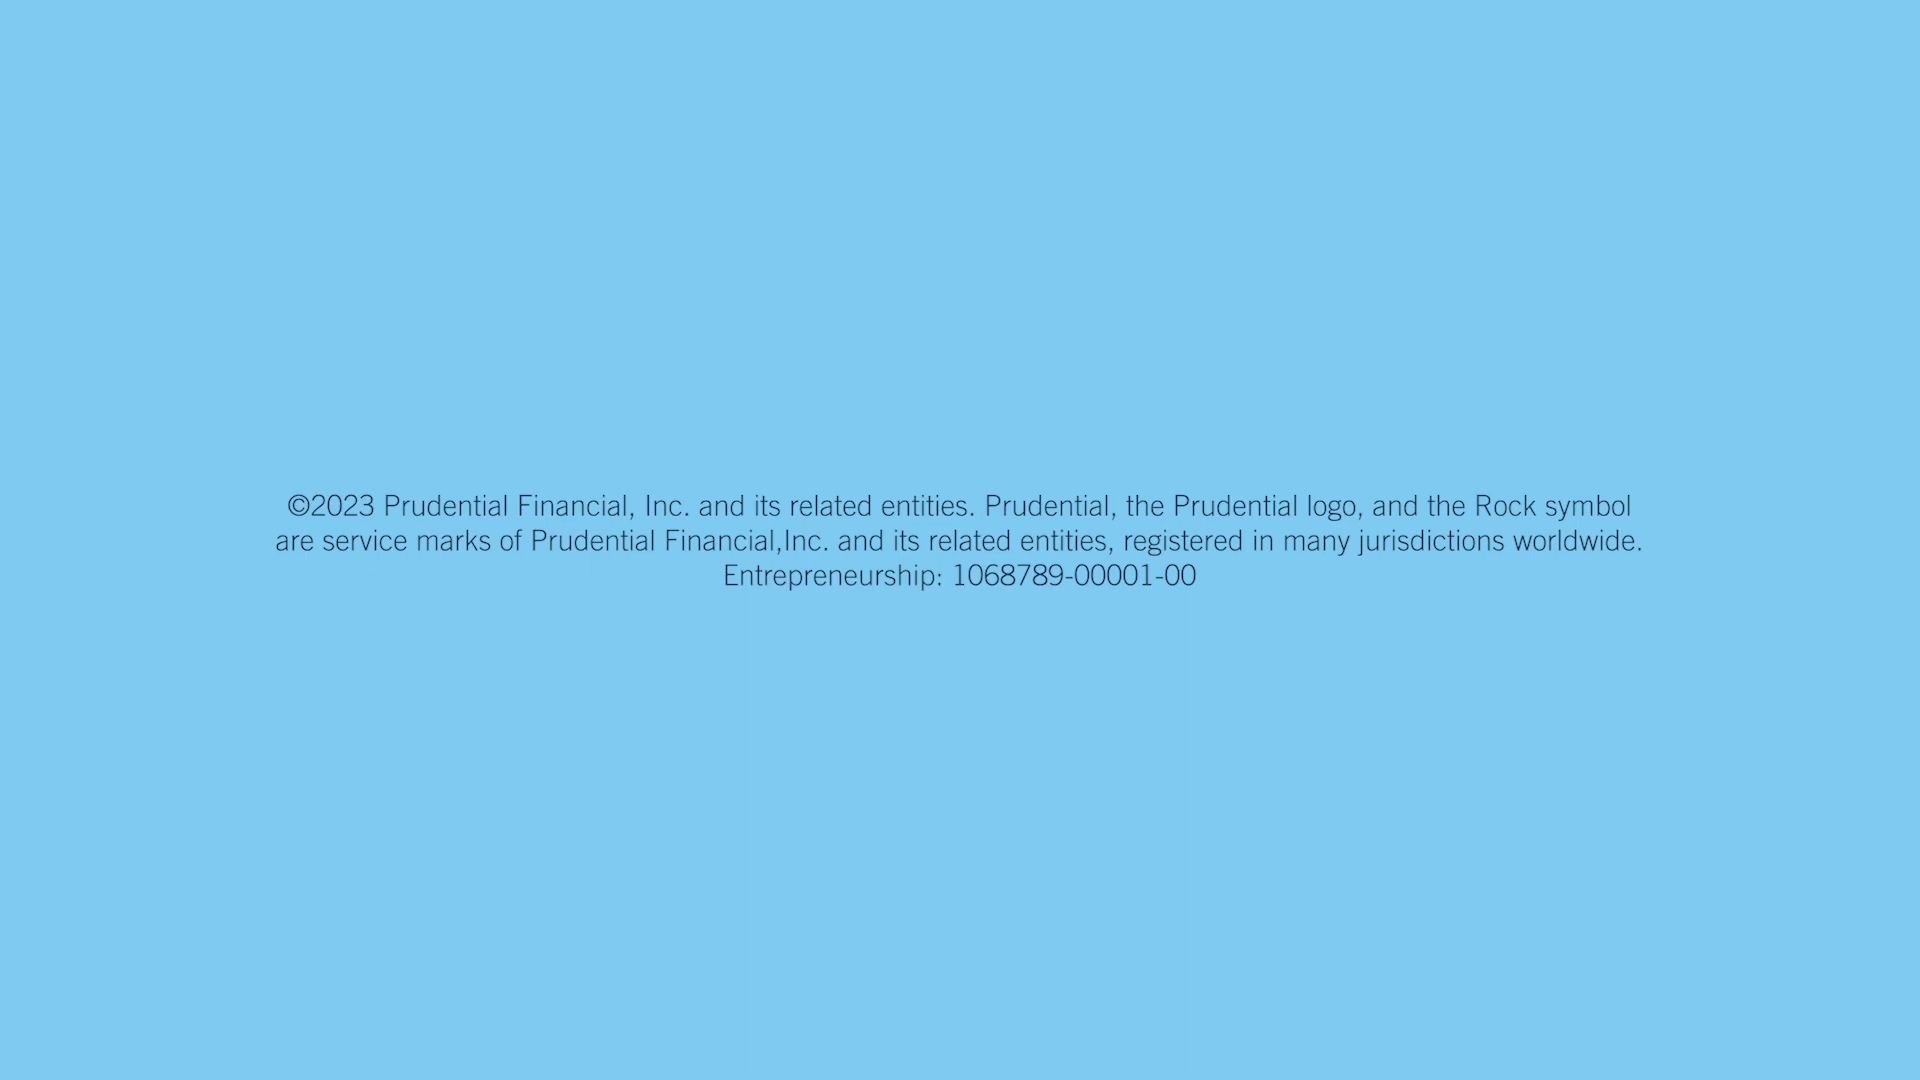 ©2023 Prudential Financial, Inc. and its related entities. Prudential, the Prudential logo, and the Rock symbol
are service marks of Prudential Financial,Inc. and its related entities, registered in many jurisdictions worldwide.
Entrepreneurship: 1068789-00001-00